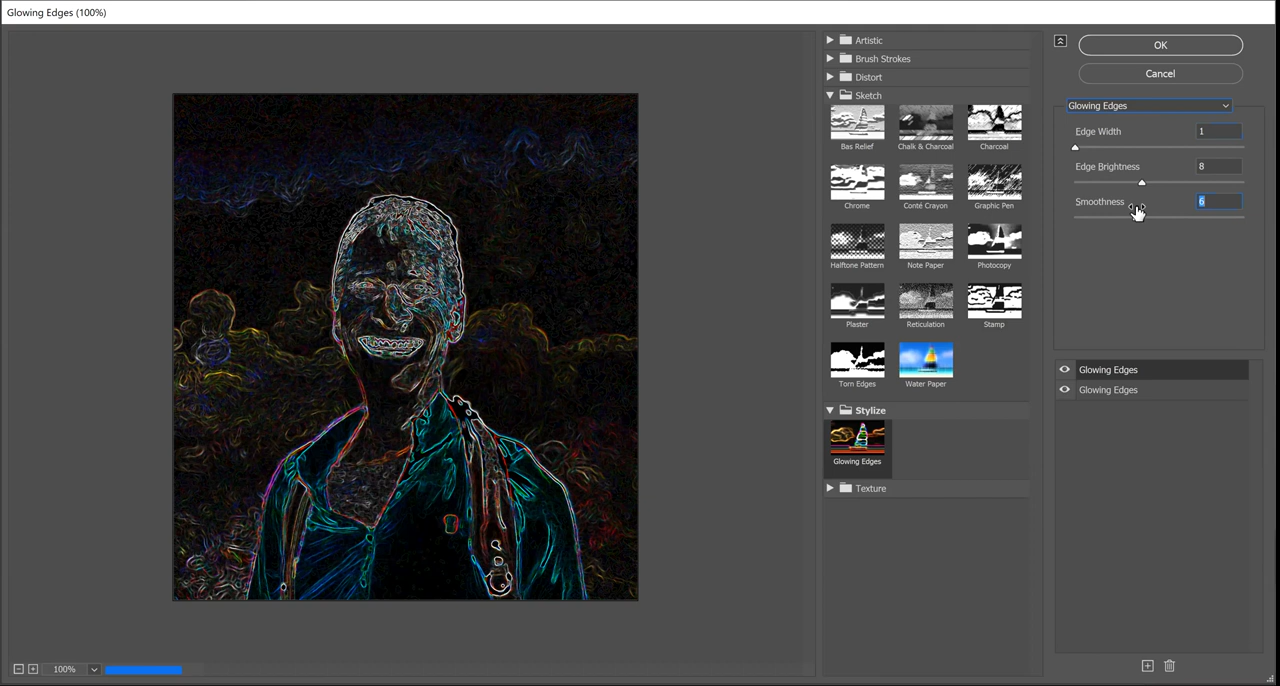 Glowing Edges (100%)
Artistic
Brush Strokes
Distort
Sketch
Bas Relief
Chalk & Charcoal
Charcoal
Chrome
Conté Crayon
Graphic Pen
Halftone Pattern
Note Paper
Photocopy
Plaster
Reticulation
Stamp
Torn Edges
Water Paper
Stylize
Glowing Edges
Texture
OK
Cancel
Glowing Edges
Edge Width 1
Edge Brightness 8
Smoothness 6
Glowing Edges
Glowing Edges
100%